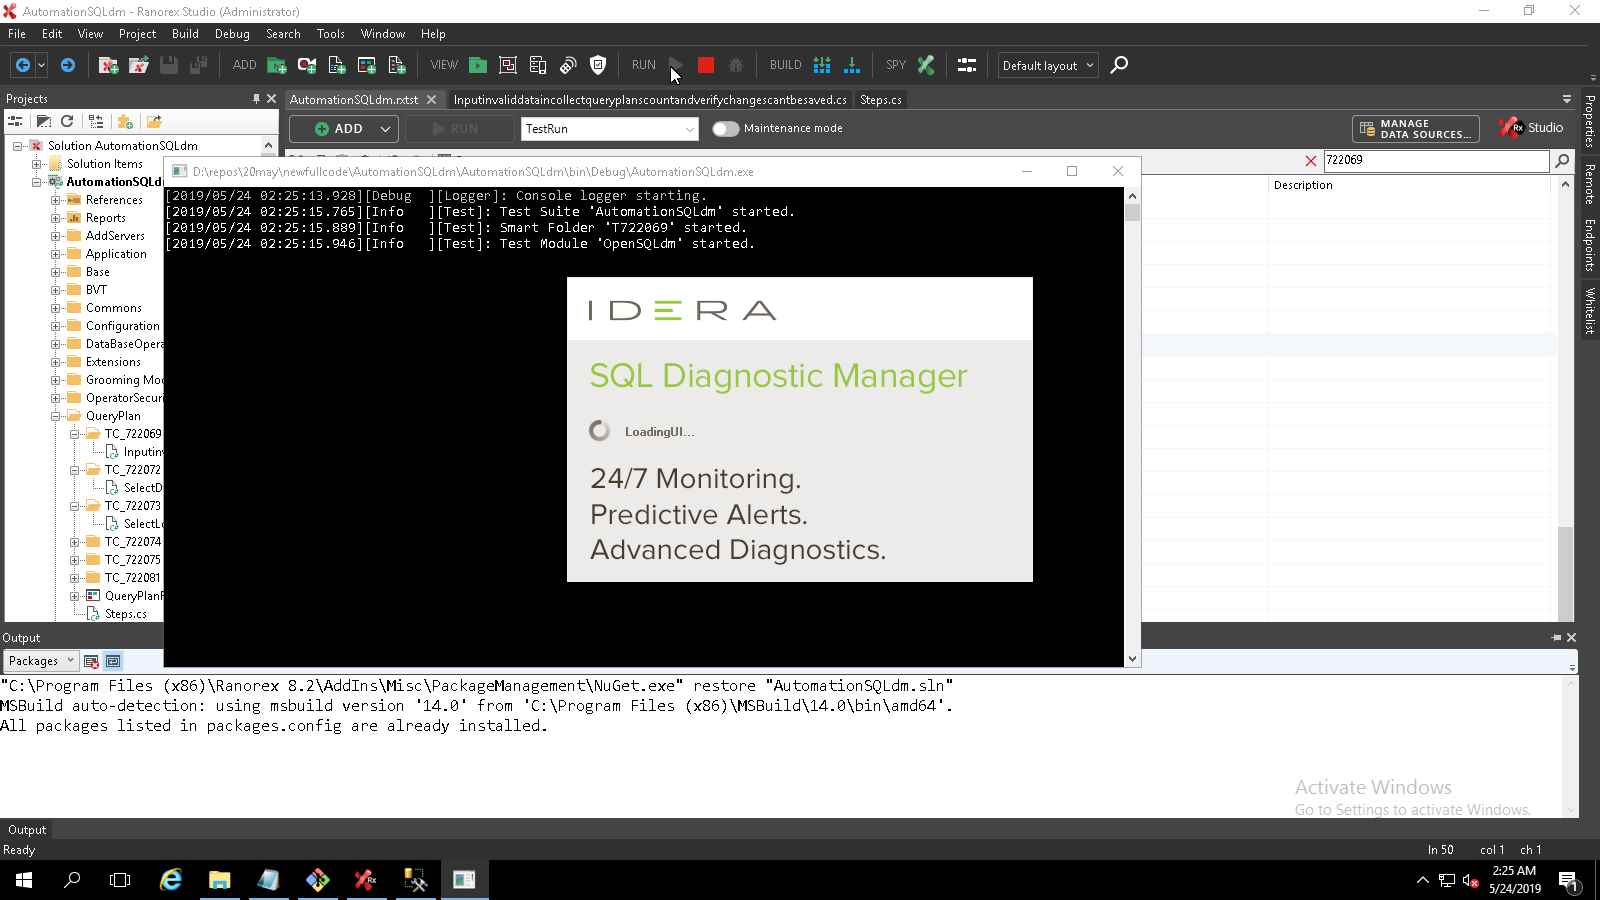 AutomationSQLdm - Ranorex Studio (Administrator)
File Edit View Project Build Debug Search Tools Window Help
ADD VIEW RUN BUILD SPY Default layout
Projects
AutomationSQLdm.rxtst Inputinvaliddataincollectqueryplanscountandverifychangescantbesaved.cs Steps.cs
ADD RUN TestRun Maintenance mode MANAGE DATA SOURCES... Rx Studio
722069
Description
Properties
Remote Endpoints
Whitelist
Solution AutomationSQLdm
Solution Items
AutomationSQLd
References
Reports
AddServers
Application
Base
BVT
Commons
Configuration
DataBaseOpera
Extensions
Grooming Mo
OperatorSecuri
QueryPlan
TC_722069
Inputin
TC_722072
SelectD
TC_722073
SelectL
TC_722074
TC_722075
TC_722081
QueryPlanR
Steps.cs
D:\repos\20may\newfullcode\AutomationSQLdm\AutomationSQLdm\bin\Debug\AutomationSQLdm.exe
[2019/05/24 02:25:13.928][Debug  ][Logger]: Console logger starting.
[2019/05/24 02:25:15.765][Info   ][Test]: Test Suite 'AutomationSQLdm' started.
[2019/05/24 02:25:15.889][Info   ][Test]: Smart Folder 'T722069' started.
[2019/05/24 02:25:15.946][Info   ][Test]: Test Module 'OpenSQLdm' started.
IDERA
SQL Diagnostic Manager
LoadingUI...
24/7 Monitoring.
Predictive Alerts.
Advanced Diagnostics.
Output
Packages
"C:\Program Files (x86)\Ranorex 8.2\AddIns\Misc\PackageManagement\NuGet.exe" restore "AutomationSQLdm.sln"
MSBuild auto-detection: using msbuild version '14.0' from 'C:\Program Files (x86)\MSBuild\14.0\bin\amd64'.
All packages listed in packages.config are already installed.
Activate Windows
Go to Settings to activate Windows.
Output
Ready ln 50 col 1 ch 1
2:25 AM
5/24/2019
1